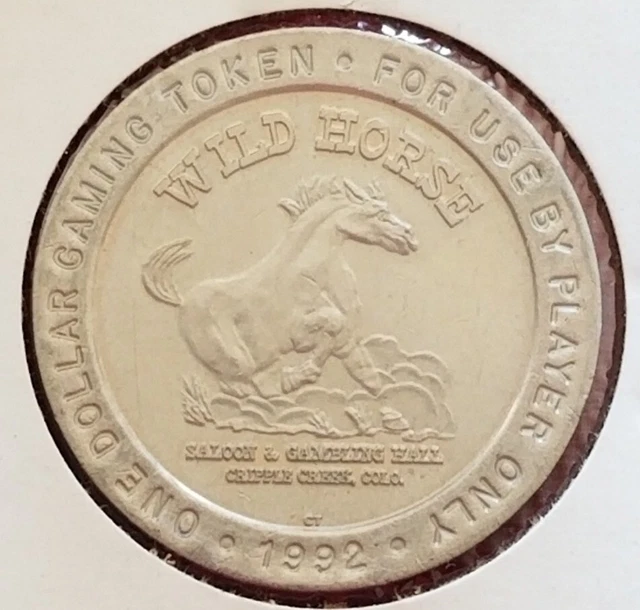 ONE DOLLAR GAMING TOKEN • FOR USE BY PLAYER ONLY
• 1992 •
WILD HORSE
SALOON & GAMBLING HALL
CRIPPLE CREEK, COLO.
CT